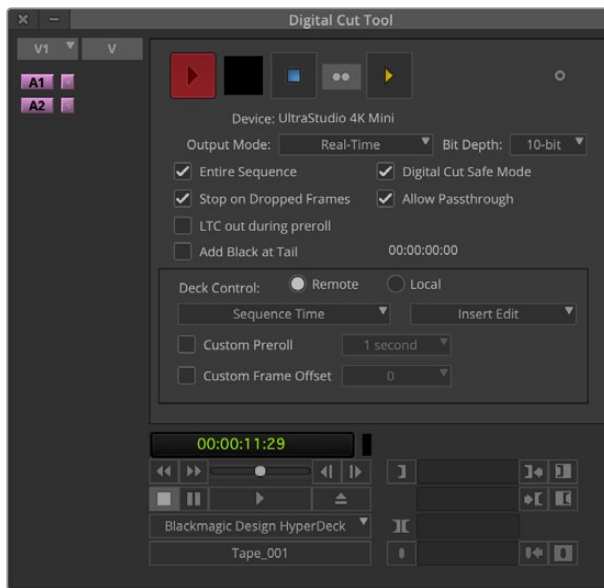 Digital Cut Tool
V1 V
A1
A2
Device: UltraStudio 4K Mini
Output Mode: Real-Time Bit Depth: 10-bit
Entire Sequence Digital Cut Safe Mode
Stop on Dropped Frames Allow Passthrough
LTC out during preroll
Add Black at Tail 00:00:00:00
Deck Control: Remote Local
Sequence Time Insert Edit
Custom Preroll 1 second
Custom Frame Offset 0
00:00:11:29
Blackmagic Design HyperDeck
Tape_001